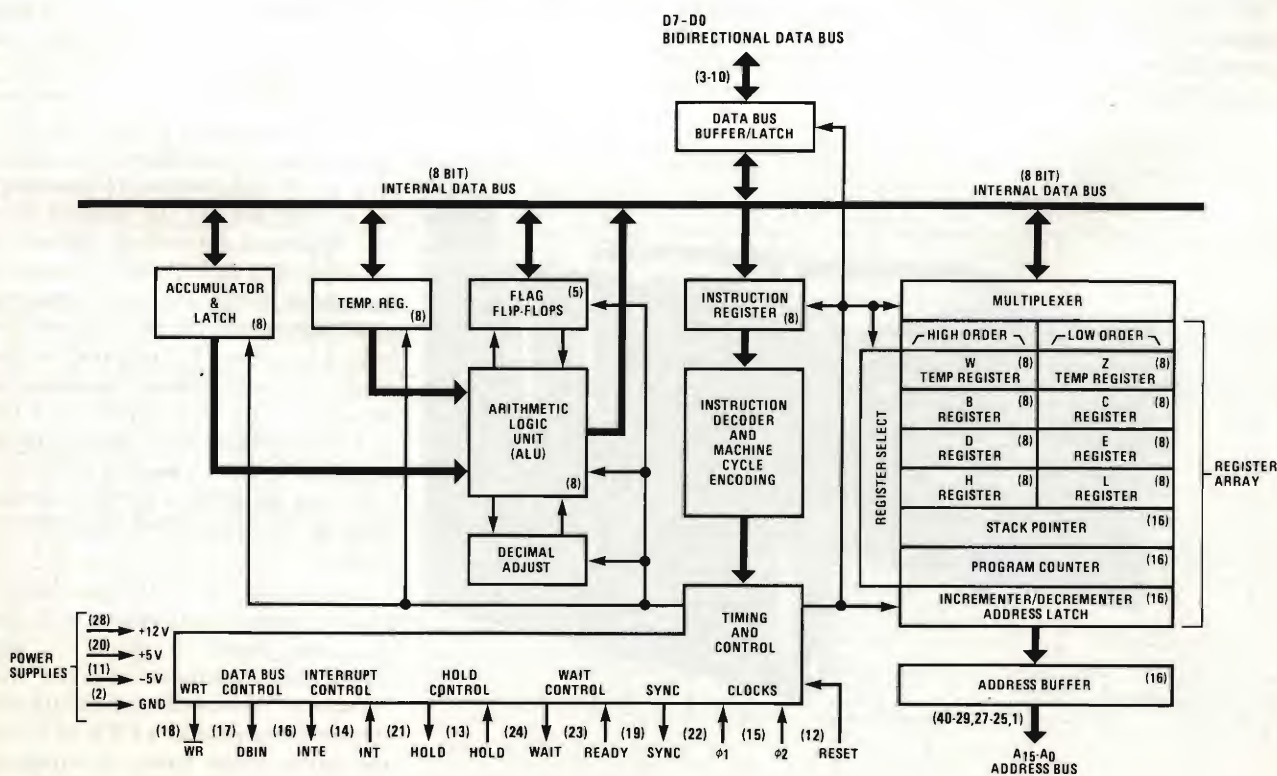 D7-D0
BIDIRECTIONAL DATA BUS
(3-10)
DATA BUS
BUFFER/LATCH
(8 BIT)
INTERNAL DATA BUS
(8 BIT)
INTERNAL DATA BUS
ACCUMULATOR
&
LATCH
(8)
TEMP. REG.
(8)
FLAG
FLIP-FLOPS
(5)
INSTRUCTION
REGISTER
(8)
MULTIPLEXER
HIGH ORDER
LOW ORDER
W (8)
TEMP REGISTER
Z (8)
TEMP REGISTER
B (8)
REGISTER
C (8)
REGISTER
D (8)
REGISTER
E (8)
REGISTER
H (8)
REGISTER
L (8)
REGISTER
STACK POINTER (16)
PROGRAM COUNTER (16)
INCREMENTER/DECREMENTER
ADDRESS LATCH
(16)
REGISTER SELECT
REGISTER
ARRAY
ARITHMETIC
LOGIC
UNIT
(ALU)
(8)
INSTRUCTION
DECODER
AND
MACHINE
CYCLE
ENCODING
DECIMAL
ADJUST
TIMING
AND
CONTROL
POWER
SUPPLIES
(28) +12 V
(20) +5 V
(11) -5 V
(2) GND
WRT
DATA BUS
CONTROL
INTERRUPT
CONTROL
HOLD
CONTROL
WAIT
CONTROL
SYNC
CLOCKS
ADDRESS BUFFER (16)
(18) (17) (16) (14) (21) (13) (24) (23) (19) (22) (15) (12)
WR DBIN INTE INT HOLD HOLD WAIT READY SYNC φ1 φ2 RESET
(40-29,27-25,1)
A15-A0
ADDRESS BUS